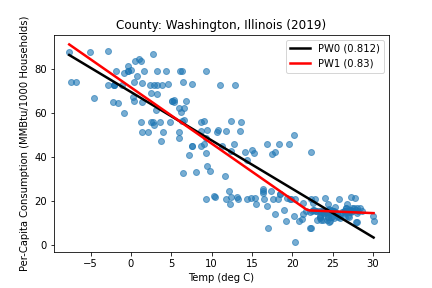 County: Washington, Illinois (2019)
Per-Capita Consumption (MMBtu/1000 Households)
80
60
40
20
0
PW0 (0.812)
PW1 (0.83)
−5 0 5 10 15 20 25 30
Temp (deg C)